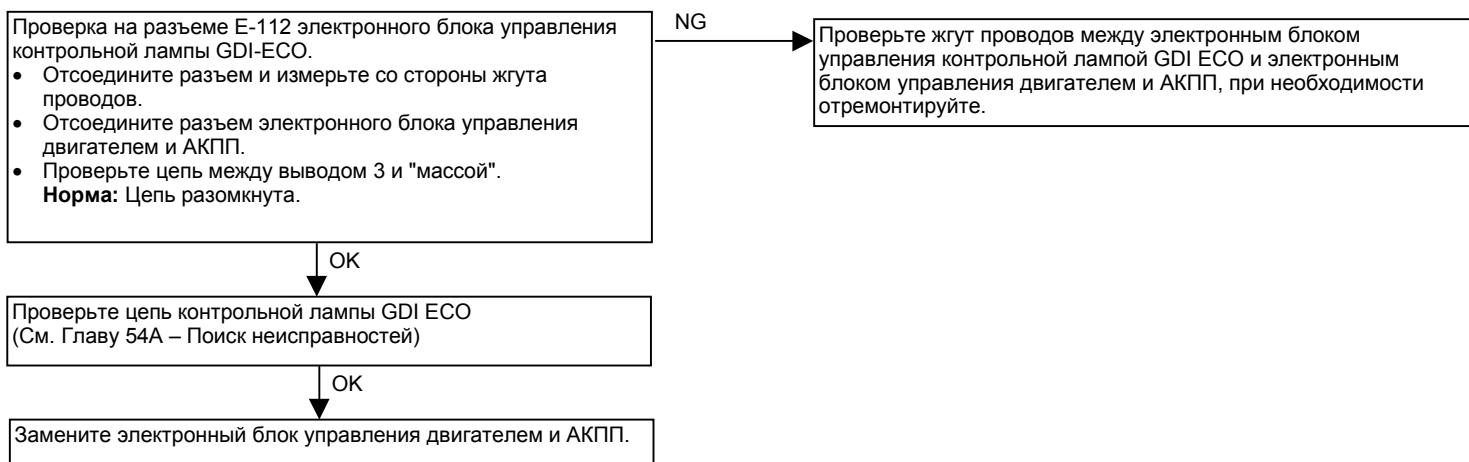 Проверка на разъеме E-112 электронного блока управления
контрольной лампы GDI-ECO.
• Отсоедините разъем и измерьте со стороны жгута
проводов.
• Отсоедините разъем электронного блока управления
двигателем и АКПП.
• Проверьте цепь между выводом 3 и "массой".
Норма: Цепь разомкнута.
NG
Проверьте жгут проводов между электронным блоком
управления контрольной лампой GDI ECO и электронным
блоком управления двигателем и АКПП, при необходимости
отремонтируйте.
OK
Проверьте цепь контрольной лампы GDI ECO
(См. Главу 54A – Поиск неисправностей)
OK
Замените электронный блок управления двигателем и АКПП.